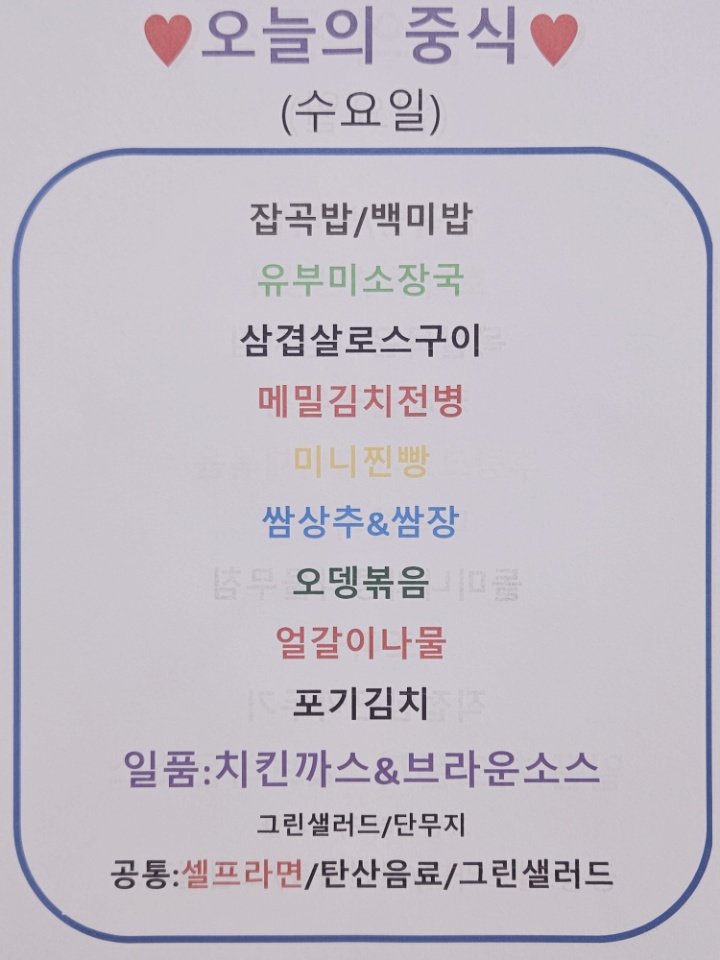 ♥오늘의 중식♥
(수요일)
잡곡밥/백미밥
유부미소장국
삼겹살로스구이
메밀김치전병
미니찐빵
쌈상추&쌈장
오뎅볶음
얼갈이나물
포기김치
일품:치킨까스&브라운소스
그린샐러드/단무지
공통:셀프라면/탄산음료/그린샐러드